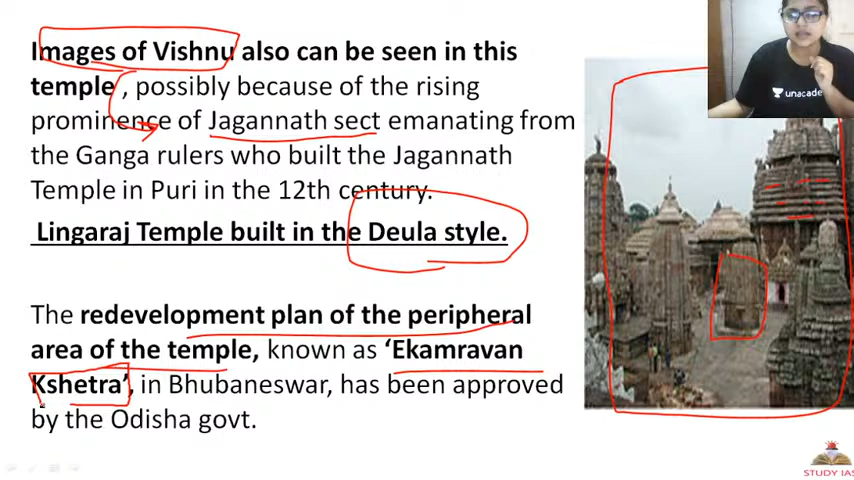 Images of Vishnu also can be seen in this
temple , possibly because of the rising
prominence of Jagannath sect emanating from
the Ganga rulers who built the Jagannath
Temple in Puri in the 12th century.
Lingaraj Temple built in the Deula style.
The redevelopment plan of the peripheral
area of the temple, known as ‘Ekamravan
Kshetra’, in Bhubaneswar, has been approved
by the Odisha govt.
unacade
STUDY IAS